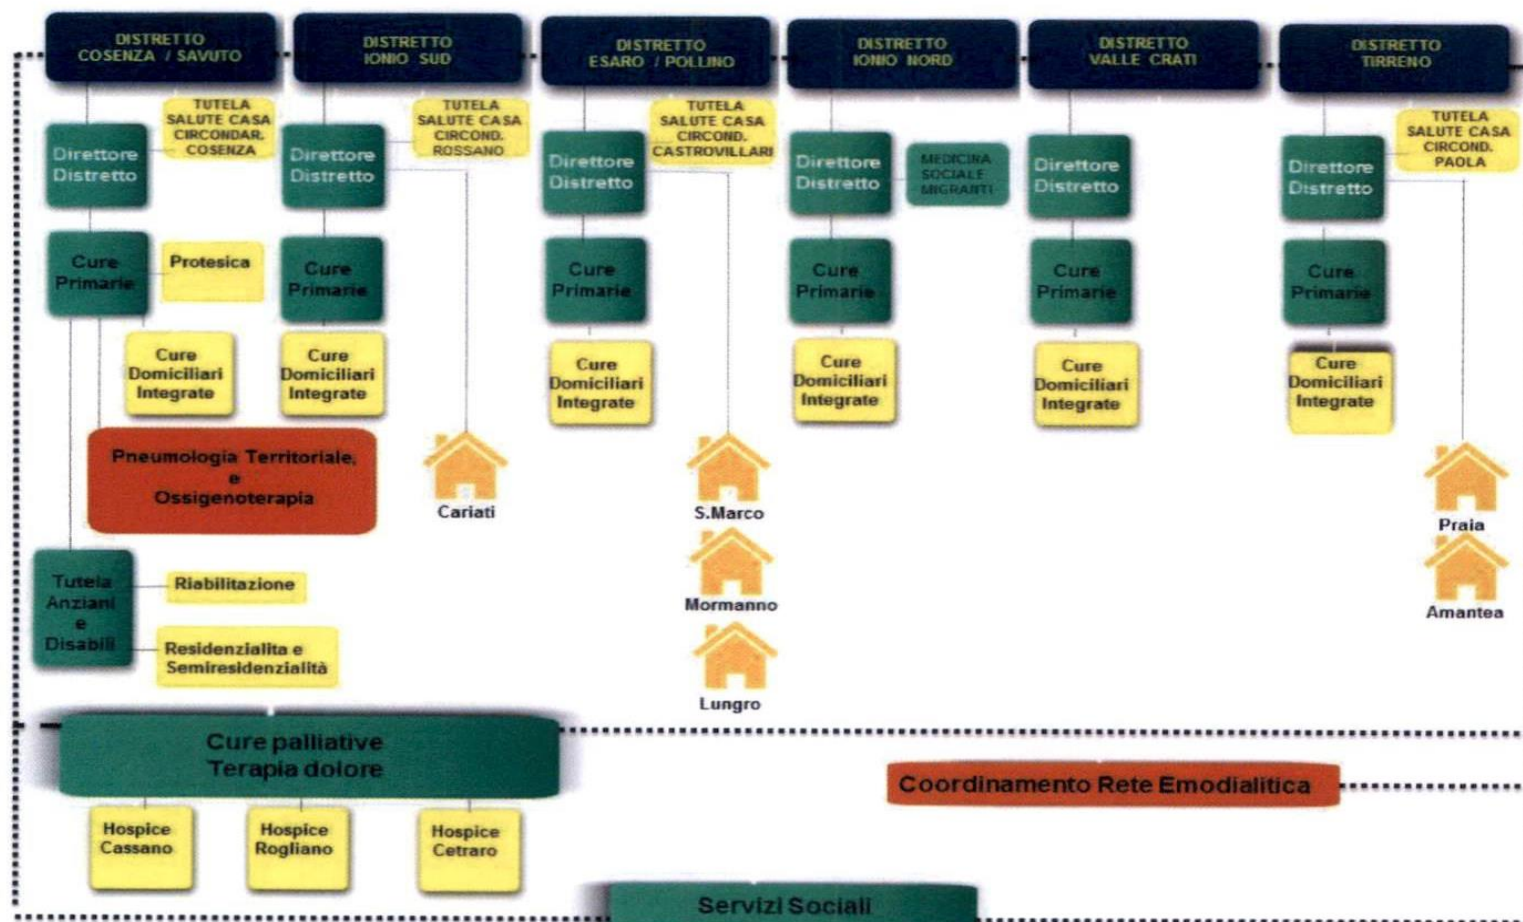 DISTRETTO
COSENZA / SAVUTO
DISTRETTO
IONIO SUD
DISTRETTO
ESARO / POLLINO
DISTRETTO
IONIO NORD
DISTRETTO
VALLE CRATI
DISTRETTO
TIRRENO
TUTELA
SALUTE CASA
CIRCONDAR.
COSENZA
TUTELA
SALUTE CASA
CIRCOND.
ROSSANO
TUTELA
SALUTE CASA
CIRCOND.
CASTROVILLARI
TUTELA
SALUTE CASA
CIRCOND.
PAOLA
Direttore
Distretto
Direttore
Distretto
Direttore
Distretto
Direttore
Distretto
MEDICINA
SOCIALE
MIGRANTI
Direttore
Distretto
Direttore
Distretto
Cure
Primarie
Protesica
Cure
Primarie
Cure
Primarie
Cure
Primarie
Cure
Primarie
Cure
Primarie
Cure
Domiciliari
Integrate
Cure
Domiciliari
Integrate
Cure
Domiciliari
Integrate
Cure
Domiciliari
Integrate
Cure
Domiciliari
Integrate
Cure
Domiciliari
Integrate
Pneumologia Territoriale,
e
Ossigenoterapia
Cariati
S.Marco
Praia
Mormanno
Amantea
Lungro
Tutela
Anziani
e
Disabili
Riabilitazione
Residenzialita e
Semiresidenzialità
Cure palliative
Terapia dolore
Coordinamento Rete Emodialitica
Hospice
Cassano
Hospice
Rogliano
Hospice
Cetraro
Servizi Sociali